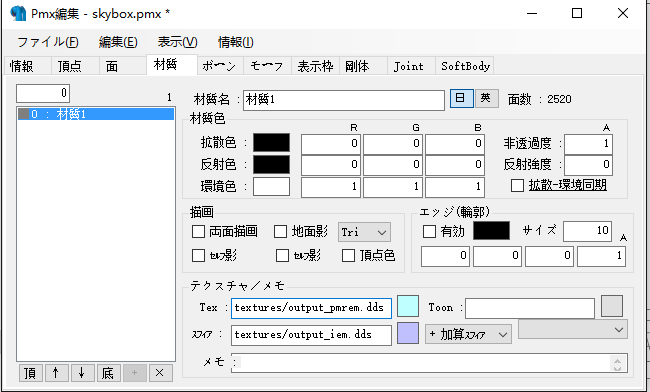 Pmx編集 - skybox.pmx *
ファイル(F) 編集(E) 表示(V) 情報(I)
情報 頂点 面 材質 ボーン モーフ 表示枠 剛体 Joint SoftBody
0 1
0 : 材質1
材質名 : 材質1 日 英 面数 : 2520
材質色
R G B A
拡散色 : 0 0 0 非透過度 : 1
反射色 : 0 0 0 反射強度 : 0
環境色 : 1 1 1 拡散-環境同期
描画
両面描画 地面影 Tri
ｾﾙﾌ影 ｾﾙﾌ影 頂点色
エッジ(輪郭)
有効 サイズ 10
A
0 0 0 1
テクスチャ/メモ
Tex : textures/output_pmrem.dds Toon :
ｽﾌｨｱ : textures/output_iem.dds + 加算ｽﾌｨｱ
メモ :
頂 ↑ ↓ 底 + ×